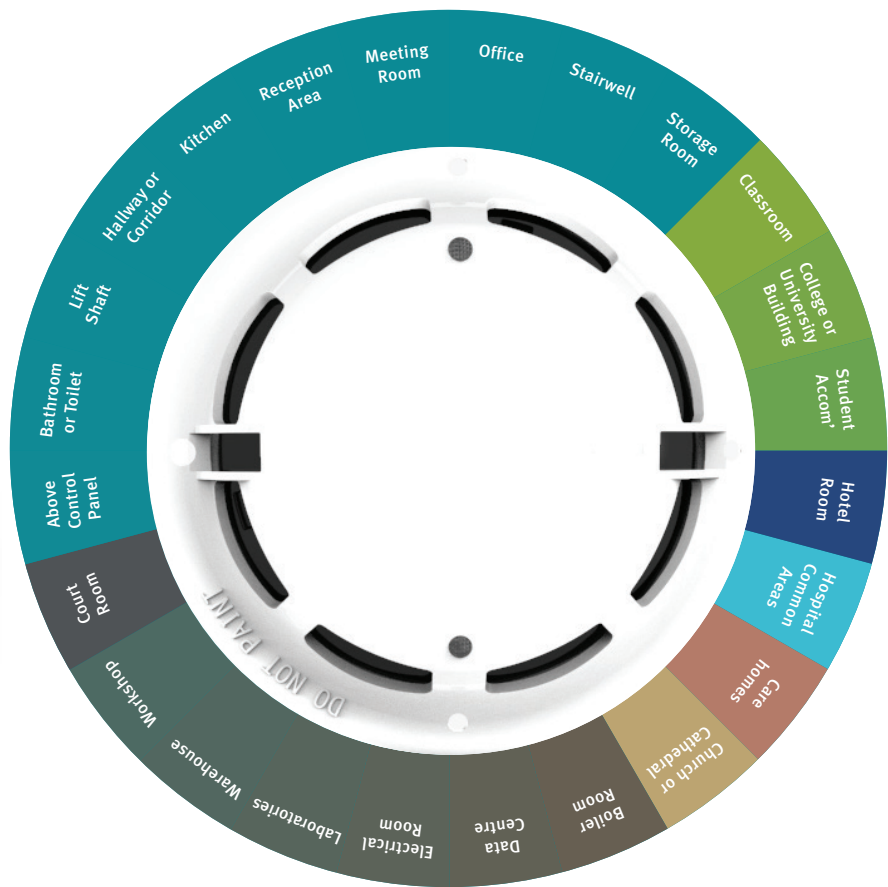 Meeting
Room
Office
Stairwell
Storage
Room
Classroom
College or
University
Building
Student
Accom'
Hotel
Room
Hospital
Common
Areas
Care
homes
Church or
Cathedral
Boiler
Room
Data
Centre
Electrical
Room
Laboratories
Warehouse
Workshop
Court
Room
Above
Control
Panel
Bathroom
or Toilet
Lift
Shaft
Hallway or
Corridor
Kitchen
Reception
Area
DO NOT PAINT